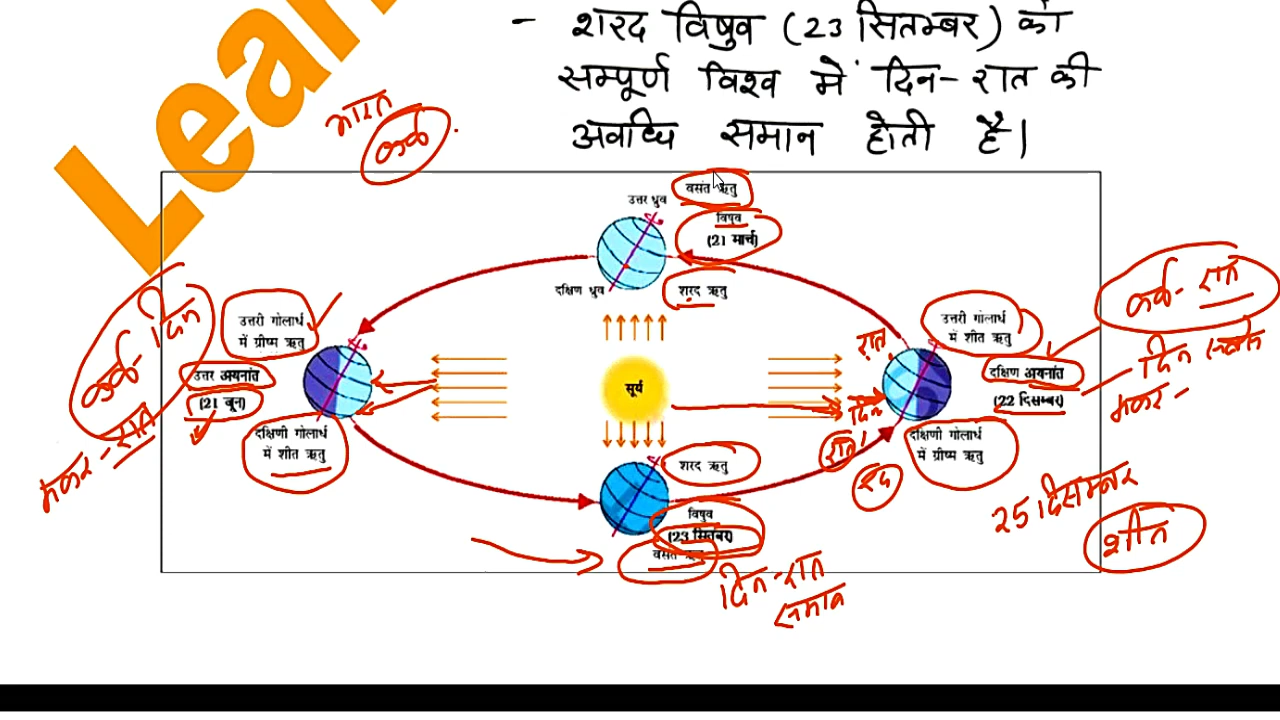 Lear
- शरद विषुव (23 सितम्बर) को
सम्पूर्ण विश्व में दिन-रात की
अवधि समान होती है।
भारत
कर्क
वसंत ऋतु
उत्तर ध्रुव
विषुव
(21 मार्च)
दक्षिण ध्रुव
शरद ऋतु
कर्क दिन
उत्तरी गोलार्ध
में ग्रीष्म ऋतु
उत्तर अयनांत
(21 जून)
दक्षिणी गोलार्ध
में शीत ऋतु
मकर-रात
सूर्य
रात
दिन
रात
उत्तरी गोलार्ध
में शीत ऋतु
दक्षिण अयनांत
(22 दिसम्बर)
दक्षिणी गोलार्ध
में ग्रीष्म ऋतु
कर्क- रात
दिन
मकर -
शरद ऋतु
विषुव
(23 सितंबर)
वसंत ऋतु
दिन-रात
समान
25 दिसम्बर
शीत